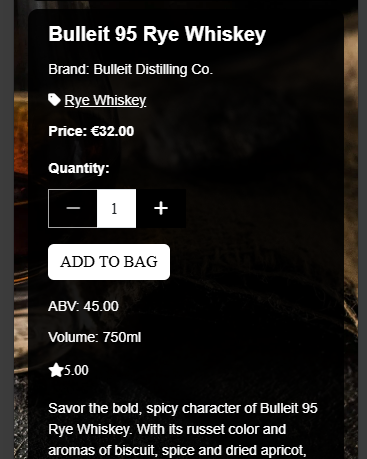 Bulleit 95 Rye Whiskey
Brand: Bulleit Distilling Co.
Rye Whiskey
Price: €32.00
Quantity:
− 1 +
ADD TO BAG
ABV: 45.00
Volume: 750ml
5.00
Savor the bold, spicy character of Bulleit 95
Rye Whiskey. With its russet color and
aromas of biscuit, spice and dried apricot,